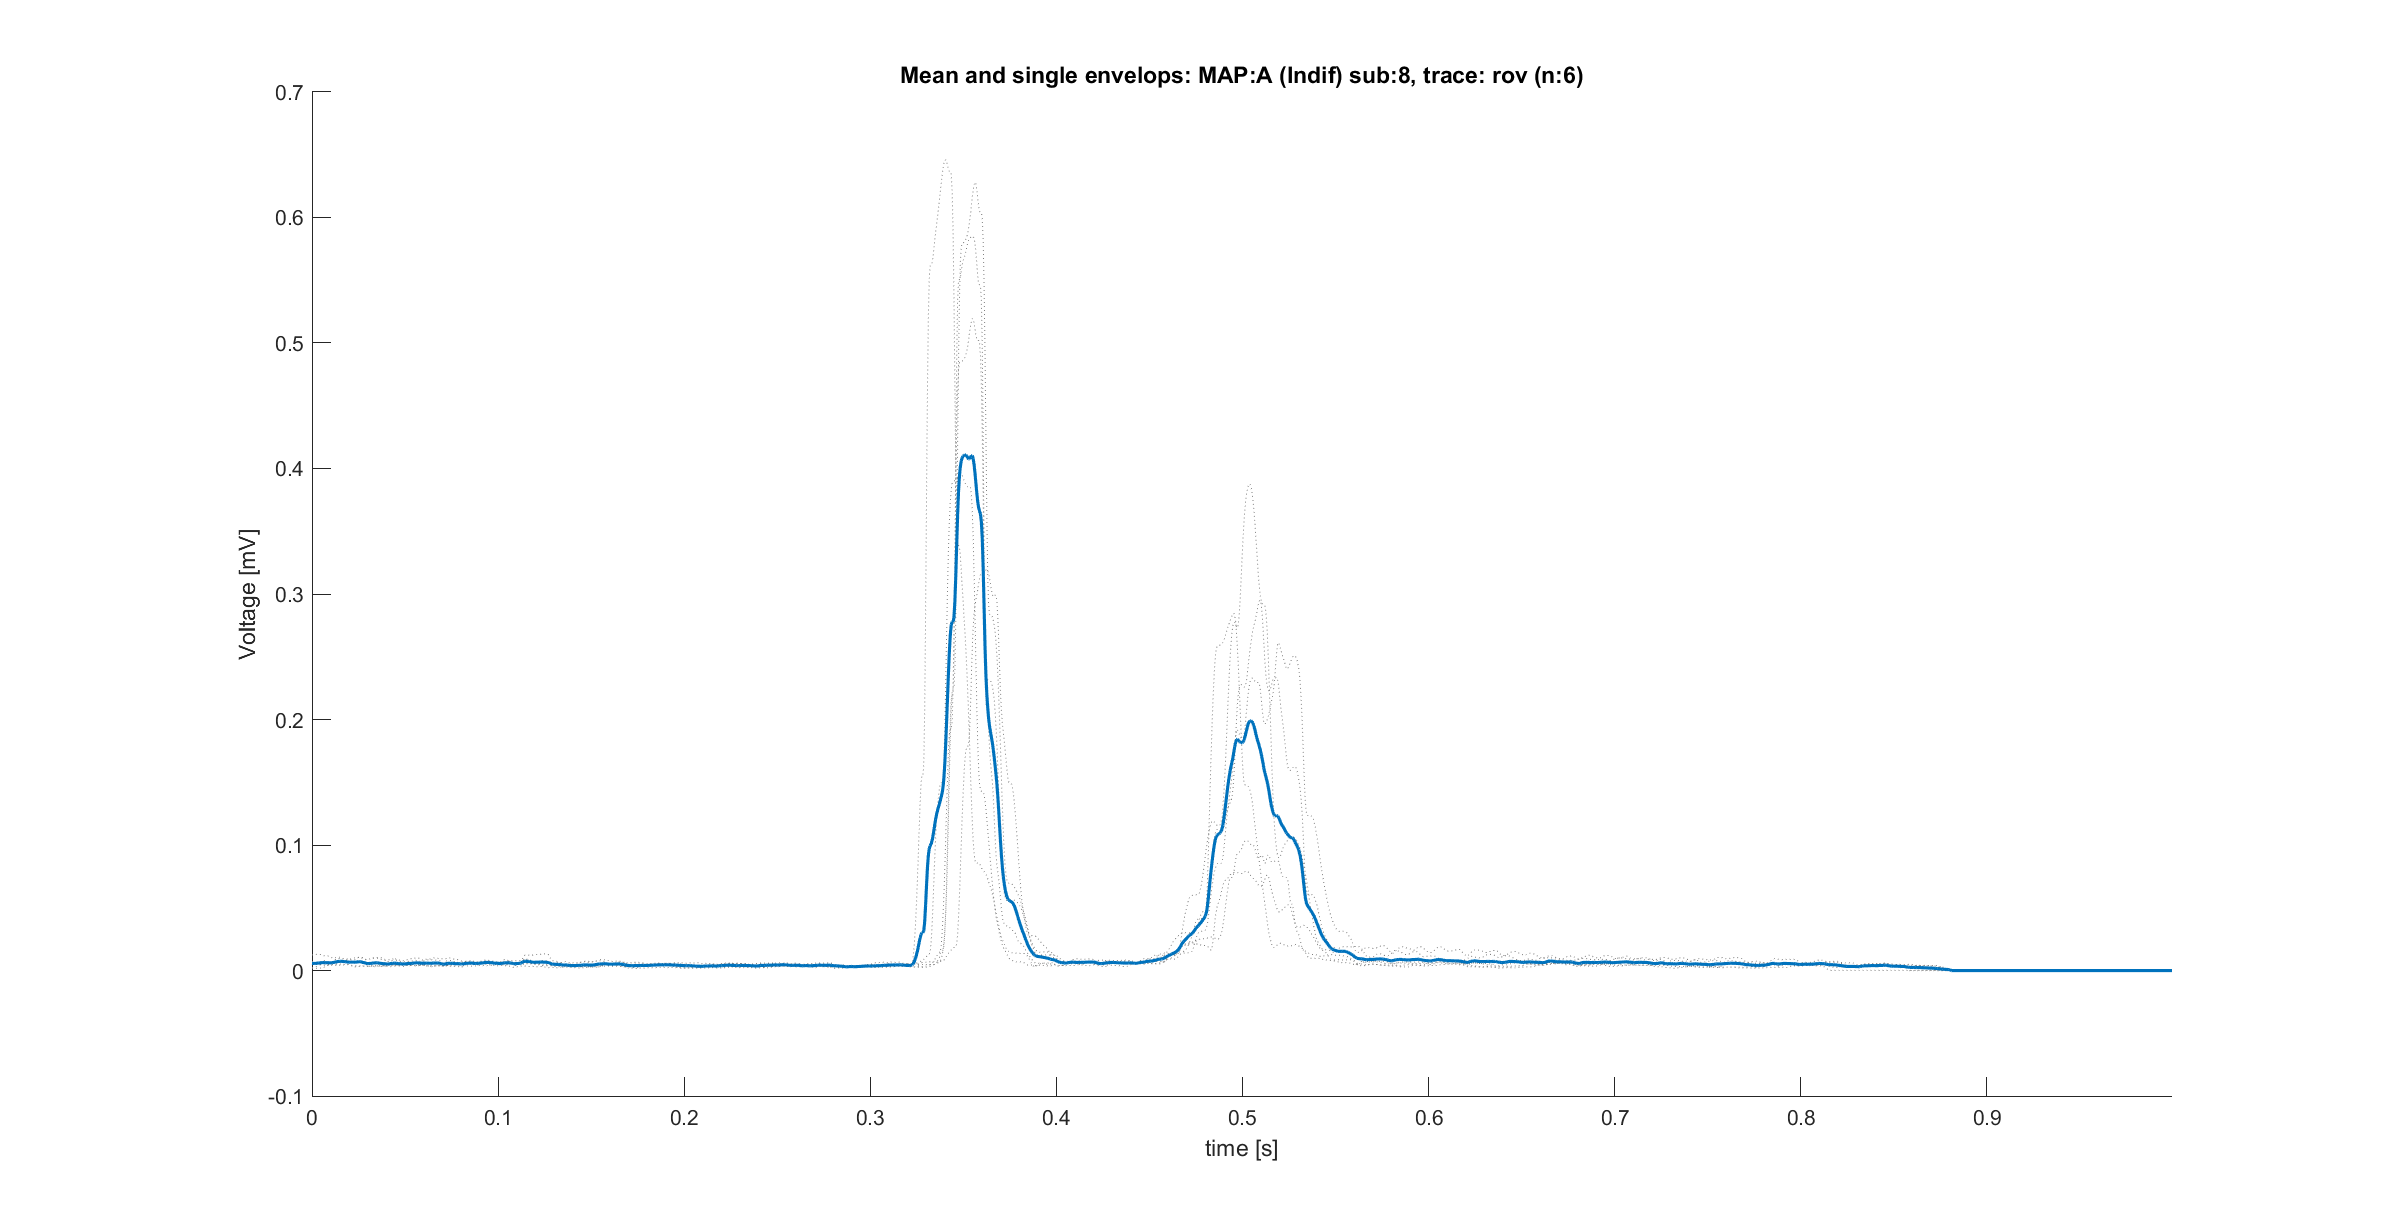 Mean and single envelops: MAP:A (Indif) sub:8, trace: rov (n:6)
0.7
0.6
0.5
0.4
0.3
0.2
0.1
0
-0.1
Voltage [mV]
0 0.1 0.2 0.3 0.4 0.5 0.6 0.7 0.8 0.9
time [s]